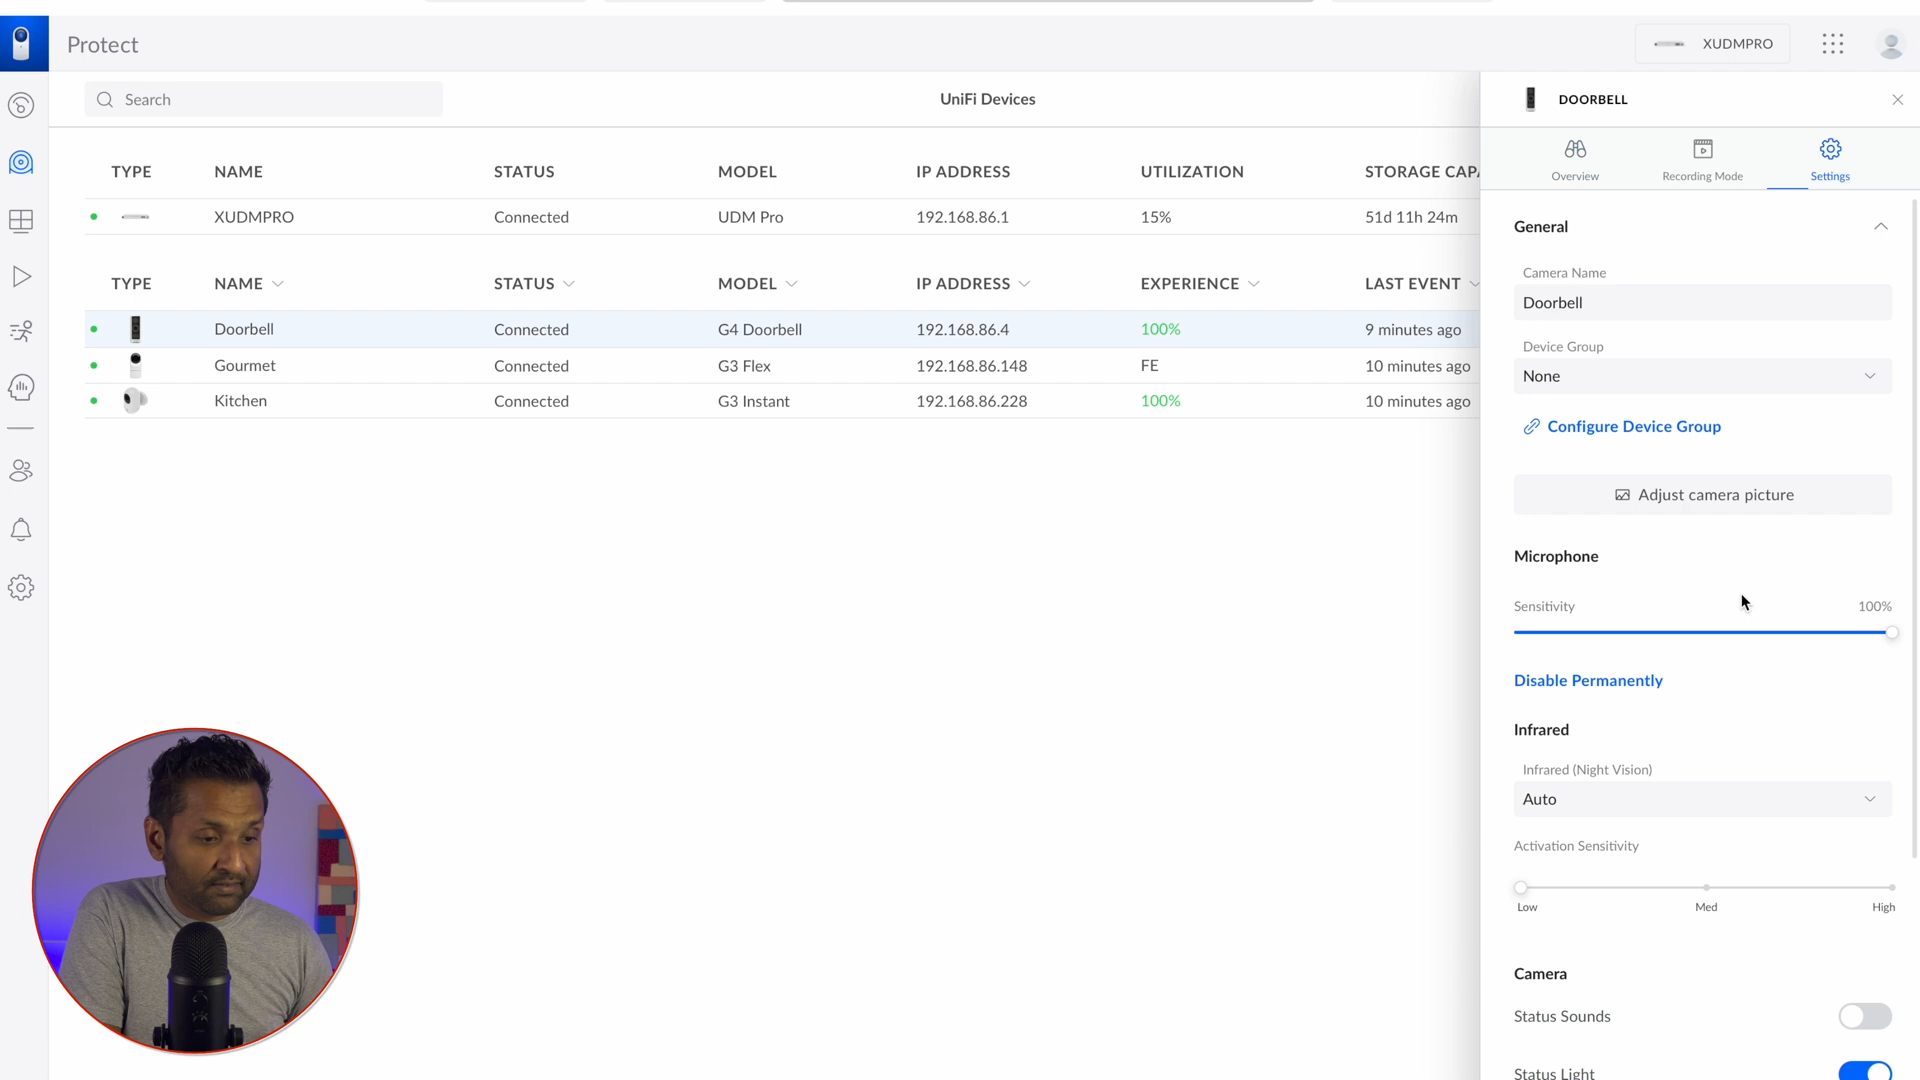 Protect
XUDMPRO
Search
UniFi Devices
DOORBELL
Overview
Recording Mode
Settings
TYPE NAME STATUS MODEL IP ADDRESS UTILIZATION STORAGE CAP
XUDMPRO Connected UDM Pro 192.168.86.1 15% 51d 11h 24m
TYPE NAME STATUS MODEL IP ADDRESS EXPERIENCE LAST EVENT
Doorbell Connected G4 Doorbell 192.168.86.4 100% 9 minutes ago
Gourmet Connected G3 Flex 192.168.86.148 FE 10 minutes ago
Kitchen Connected G3 Instant 192.168.86.228 100% 10 minutes ago
General
Camera Name
Doorbell
Device Group
None
Configure Device Group
Adjust camera picture
Microphone
Sensitivity 100%
Disable Permanently
Infrared
Infrared (Night Vision)
Auto
Activation Sensitivity
Low Med High
Camera
Status Sounds
Status Light